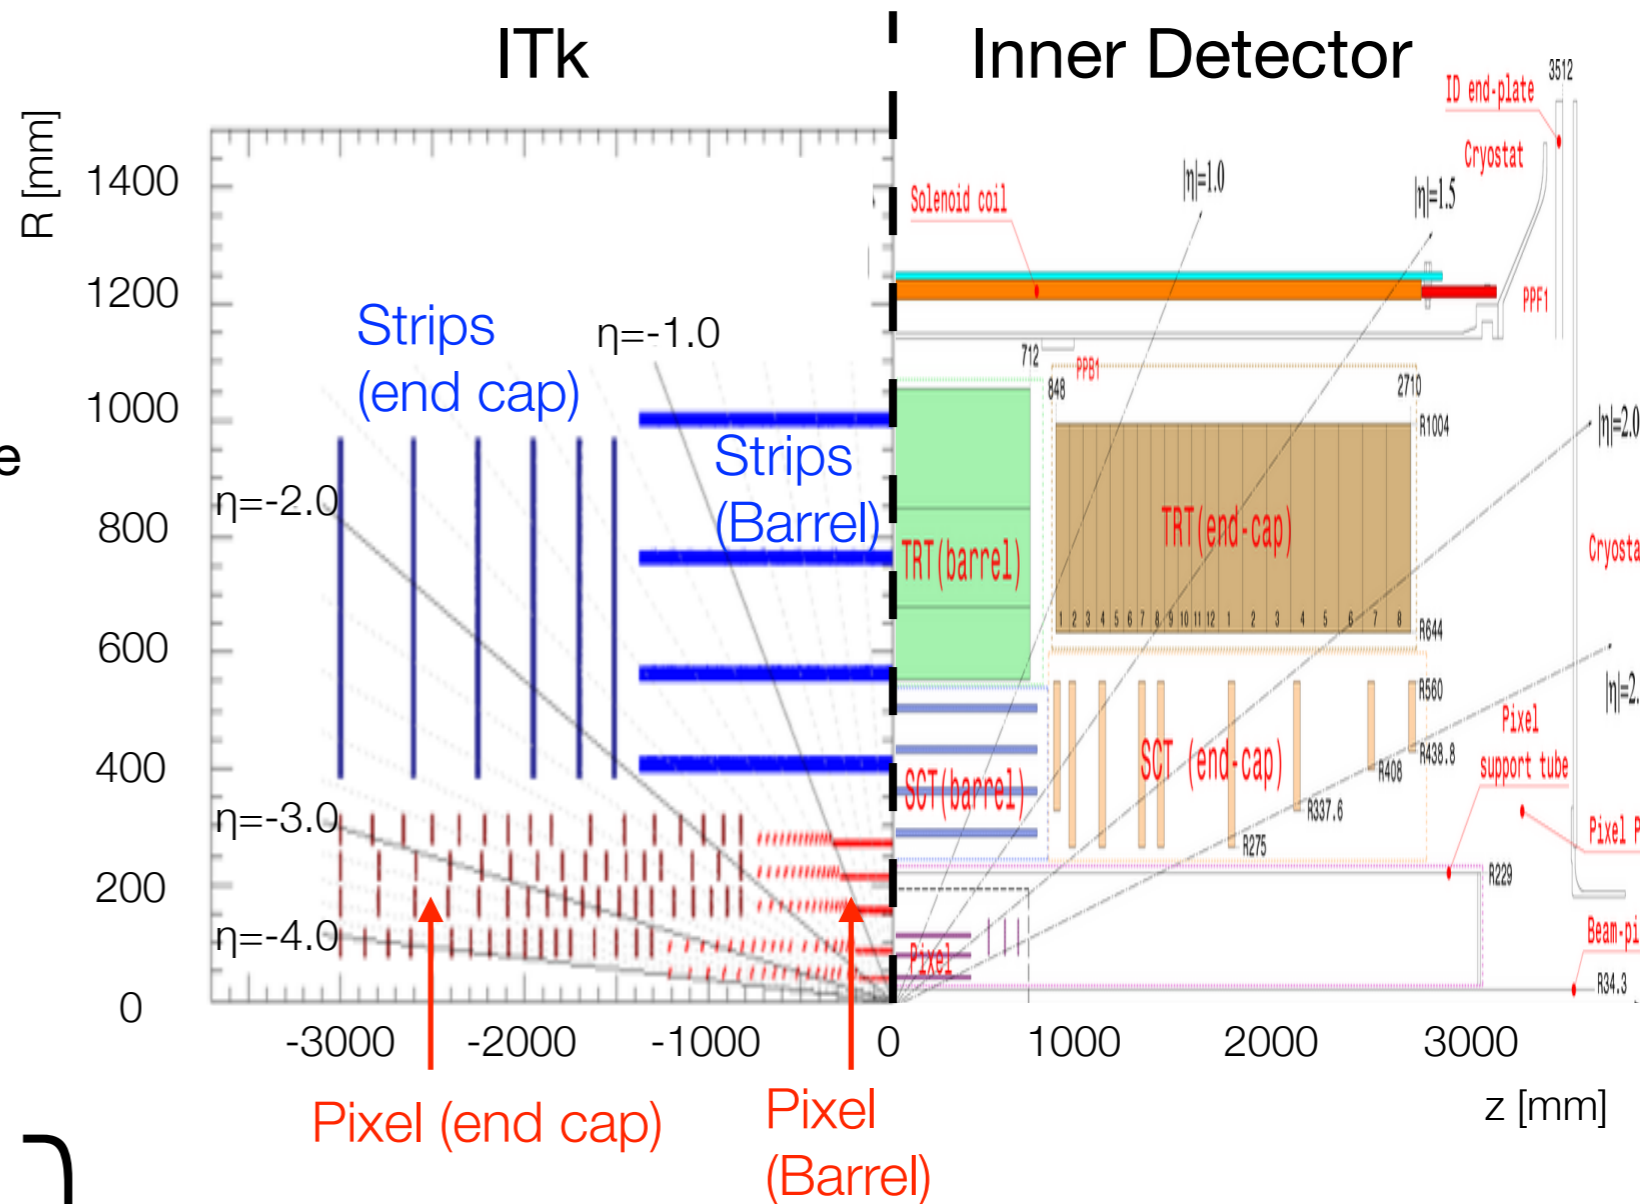 ITk
Inner Detector
3512
ID end-plate
Cryostat
R [mm]
1400
|η|=1.0
|η|=1.5
Solenoid coil
1200
PPF1
Strips
(end cap)
η=-1.0
712
PPB1
848
2710
1000
R1004
|η|=2.0
Strips
(Barrel)
e
η=-2.0
800
TRT(barrel)
TRT(end-cap)
1 2 3 4 5 6 7 8 9 10 11 12 1 2 3 4 5 6 7 8
R644
600
R560
|η|=2.
Pixel
support tube
400
SCT(barrel)
SCT (end-cap)
R438.8
R408
R337.6
R275
η=-3.0
R229
200
η=-4.0
Pixel
R34.3
0
-3000
-2000
-1000
0
1000
2000
3000
z [mm]
Pixel (end cap)
Pixel
(Barrel)